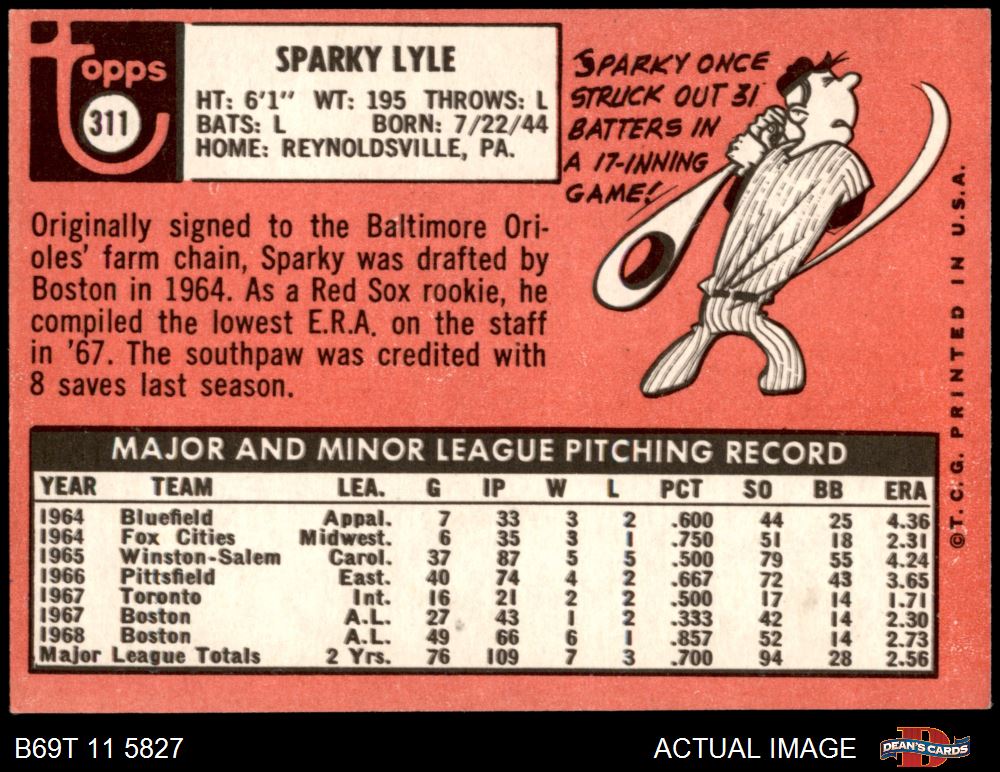 Topps
311
SPARKY LYLE
HT: 6'1" WT: 195 THROWS: L
BATS: L BORN: 7/22/44
HOME: REYNOLDSVILLE, PA.
SPARKY ONCE
STRUCK OUT 31
BATTERS IN
A 17-INNING
GAME!
Originally signed to the Baltimore Ori-
oles' farm chain, Sparky was drafted by
Boston in 1964. As a Red Sox rookie, he
compiled the lowest E.R.A. on the staff
in '67. The southpaw was credited with
8 saves last season.
MAJOR AND MINOR LEAGUE PITCHING RECORD
YEAR TEAM LEA. G IP W L PCT SO BB ERA
1964 Bluefield Appal. 7 33 3 2 .600 44 25 4.36
1964 Fox Cities Midwest. 6 35 3 1 .750 51 18 2.31
1965 Winston-Salem Carol. 37 87 5 5 .500 79 55 4.24
1966 Pittsfield East. 40 74 4 2 .667 72 43 3.65
1967 Toronto Int. 16 21 2 2 .500 17 14 1.71
1967 Boston A.L. 27 43 1 2 .333 42 14 2.30
1968 Boston A.L. 49 66 6 1 .857 52 14 2.73
Major League Totals 2 Yrs. 76 109 7 3 .700 94 28 2.56
©T.C.G. PRINTED IN U.S.A.
B69T 11 5827
ACTUAL IMAGE
DEAN'S CARDS